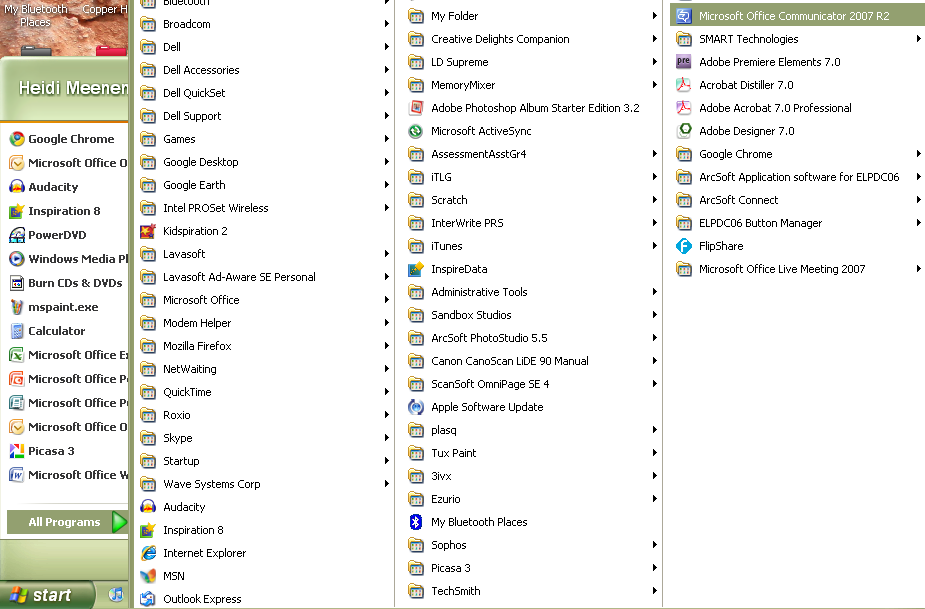 My Bluetooth Places
Copper H
Heidi Meenen
Google Chrome
Microsoft Office O
Audacity
Inspiration 8
PowerDVD
Windows Media Pl
Burn CDs & DVDs
mspaint.exe
Calculator
Microsoft Office Ex
Microsoft Office P
Microsoft Office P
Microsoft Office O
Picasa 3
Microsoft Office W
All Programs
start
Bluetooth
Broadcom
Dell
Dell Accessories
Dell QuickSet
Dell Support
Games
Google Desktop
Google Earth
Intel PROSet Wireless
Kidspiration 2
Lavasoft
Lavasoft Ad-Aware SE Personal
Microsoft Office
Modem Helper
Mozilla Firefox
NetWaiting
QuickTime
Roxio
Skype
Startup
Wave Systems Corp
Audacity
Inspiration 8
Internet Explorer
MSN
Outlook Express
My Folder
Creative Delights Companion
LD Supreme
MemoryMixer
Adobe Photoshop Album Starter Edition 3.2
Microsoft ActiveSync
AssessmentAsstGr4
iTLG
Scratch
InterWrite PRS
iTunes
InspireData
Administrative Tools
Sandbox Studios
ArcSoft PhotoStudio 5.5
Canon CanoScan LiDE 90 Manual
ScanSoft OmniPage SE 4
Apple Software Update
plasq
Tux Paint
3ivx
Ezurio
My Bluetooth Places
Sophos
Picasa 3
TechSmith
Microsoft Office Communicator 2007 R2
SMART Technologies
pre Adobe Premiere Elements 7.0
Acrobat Distiller 7.0
Adobe Acrobat 7.0 Professional
Adobe Designer 7.0
Google Chrome
ArcSoft Application software for ELPDC06
ArcSoft Connect
ELPDC06 Button Manager
FlipShare
Microsoft Office Live Meeting 2007